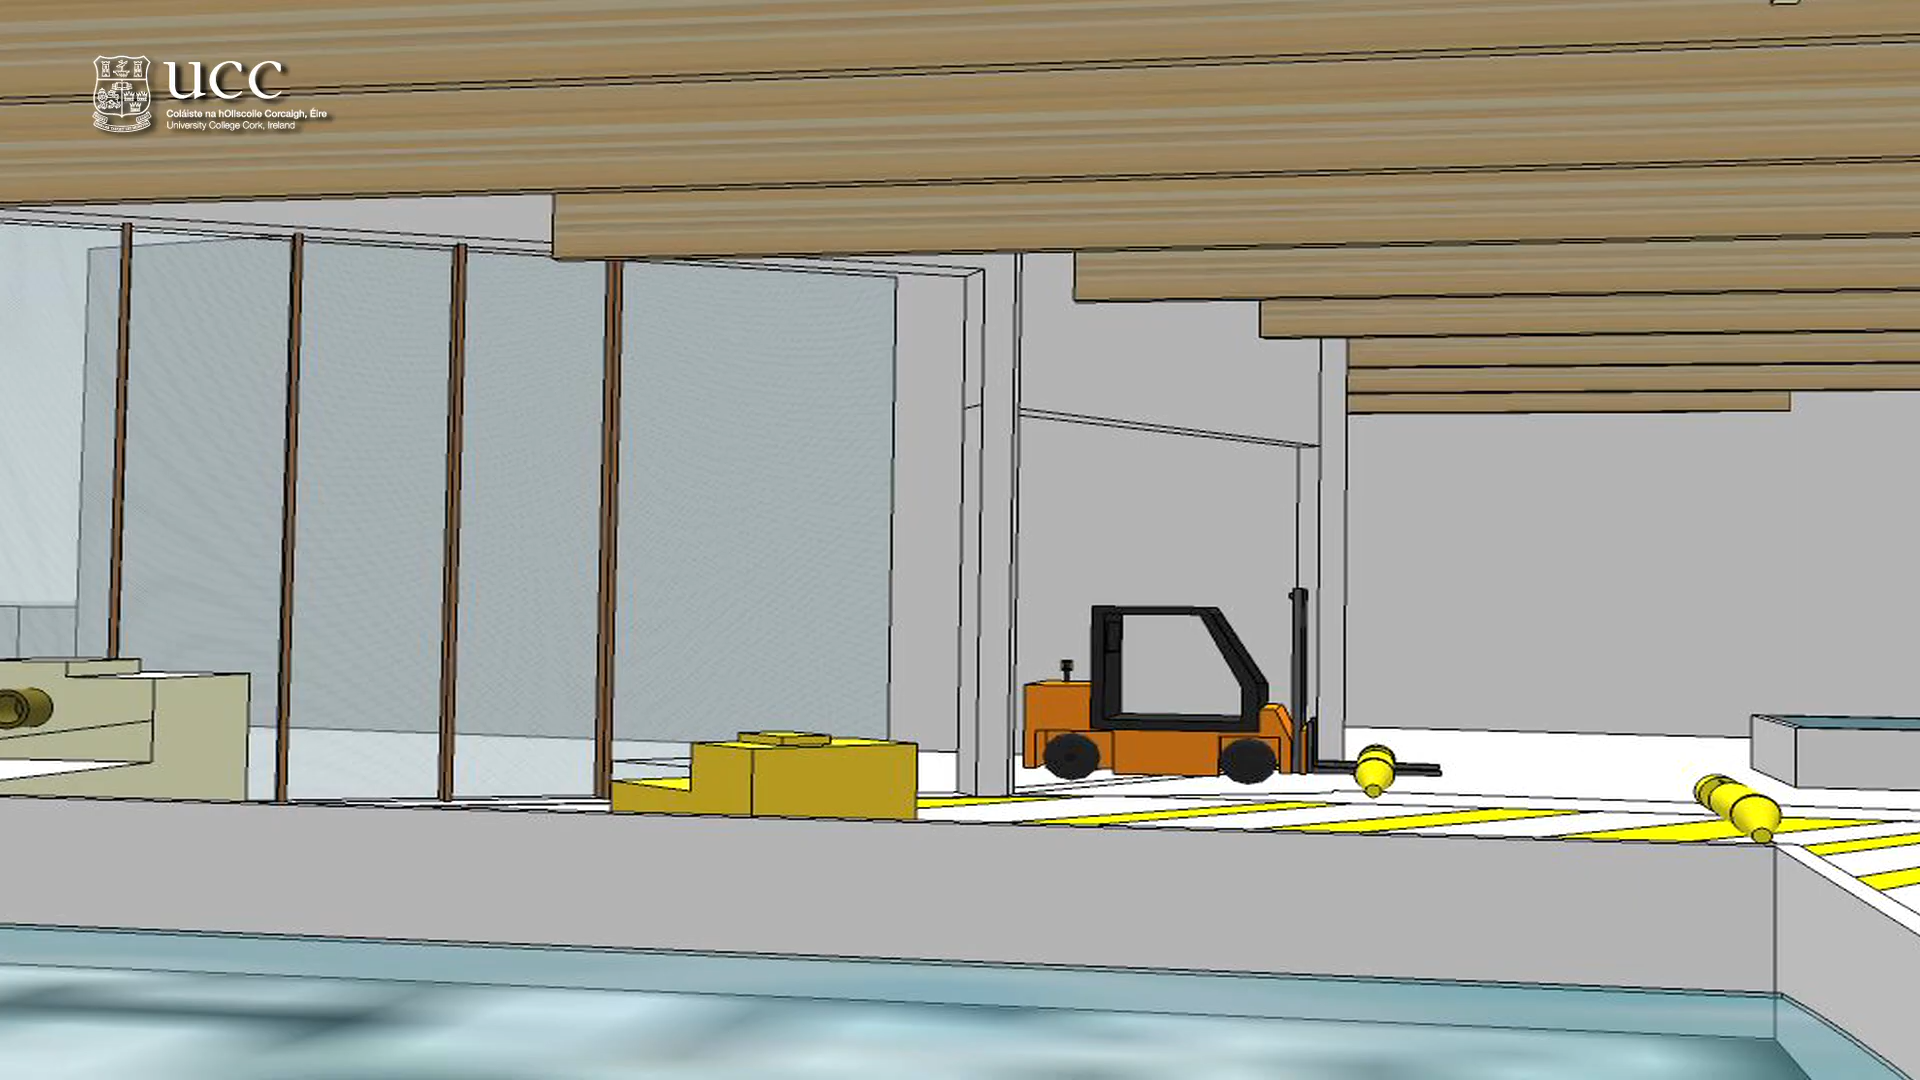 UCC
Coláiste na hOllscoile Corcaigh, Éire
University College Cork, Ireland